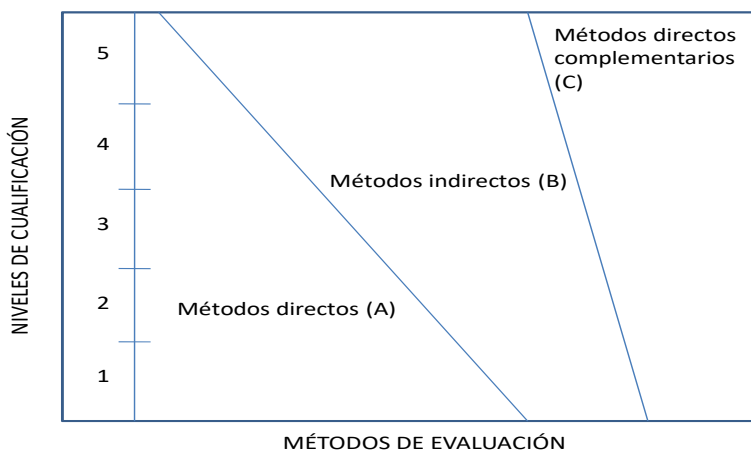 Métodos directos
complementarios
(C)
5
4
Métodos indirectos (B)
3
2
Métodos directos (A)
1
NIVELES DE CUALIFICACIÓN
MÉTODOS DE EVALUACIÓN